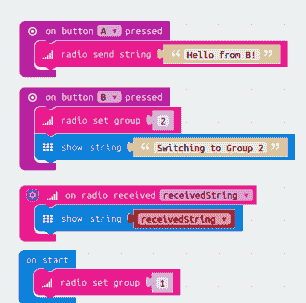 on button A pressed
radio send string “ Hello from B! ”
on button B pressed
radio set group 2
show string “ Switching to Group 2 ”
on radio received receivedString
show string receivedString
on start
radio set group 1